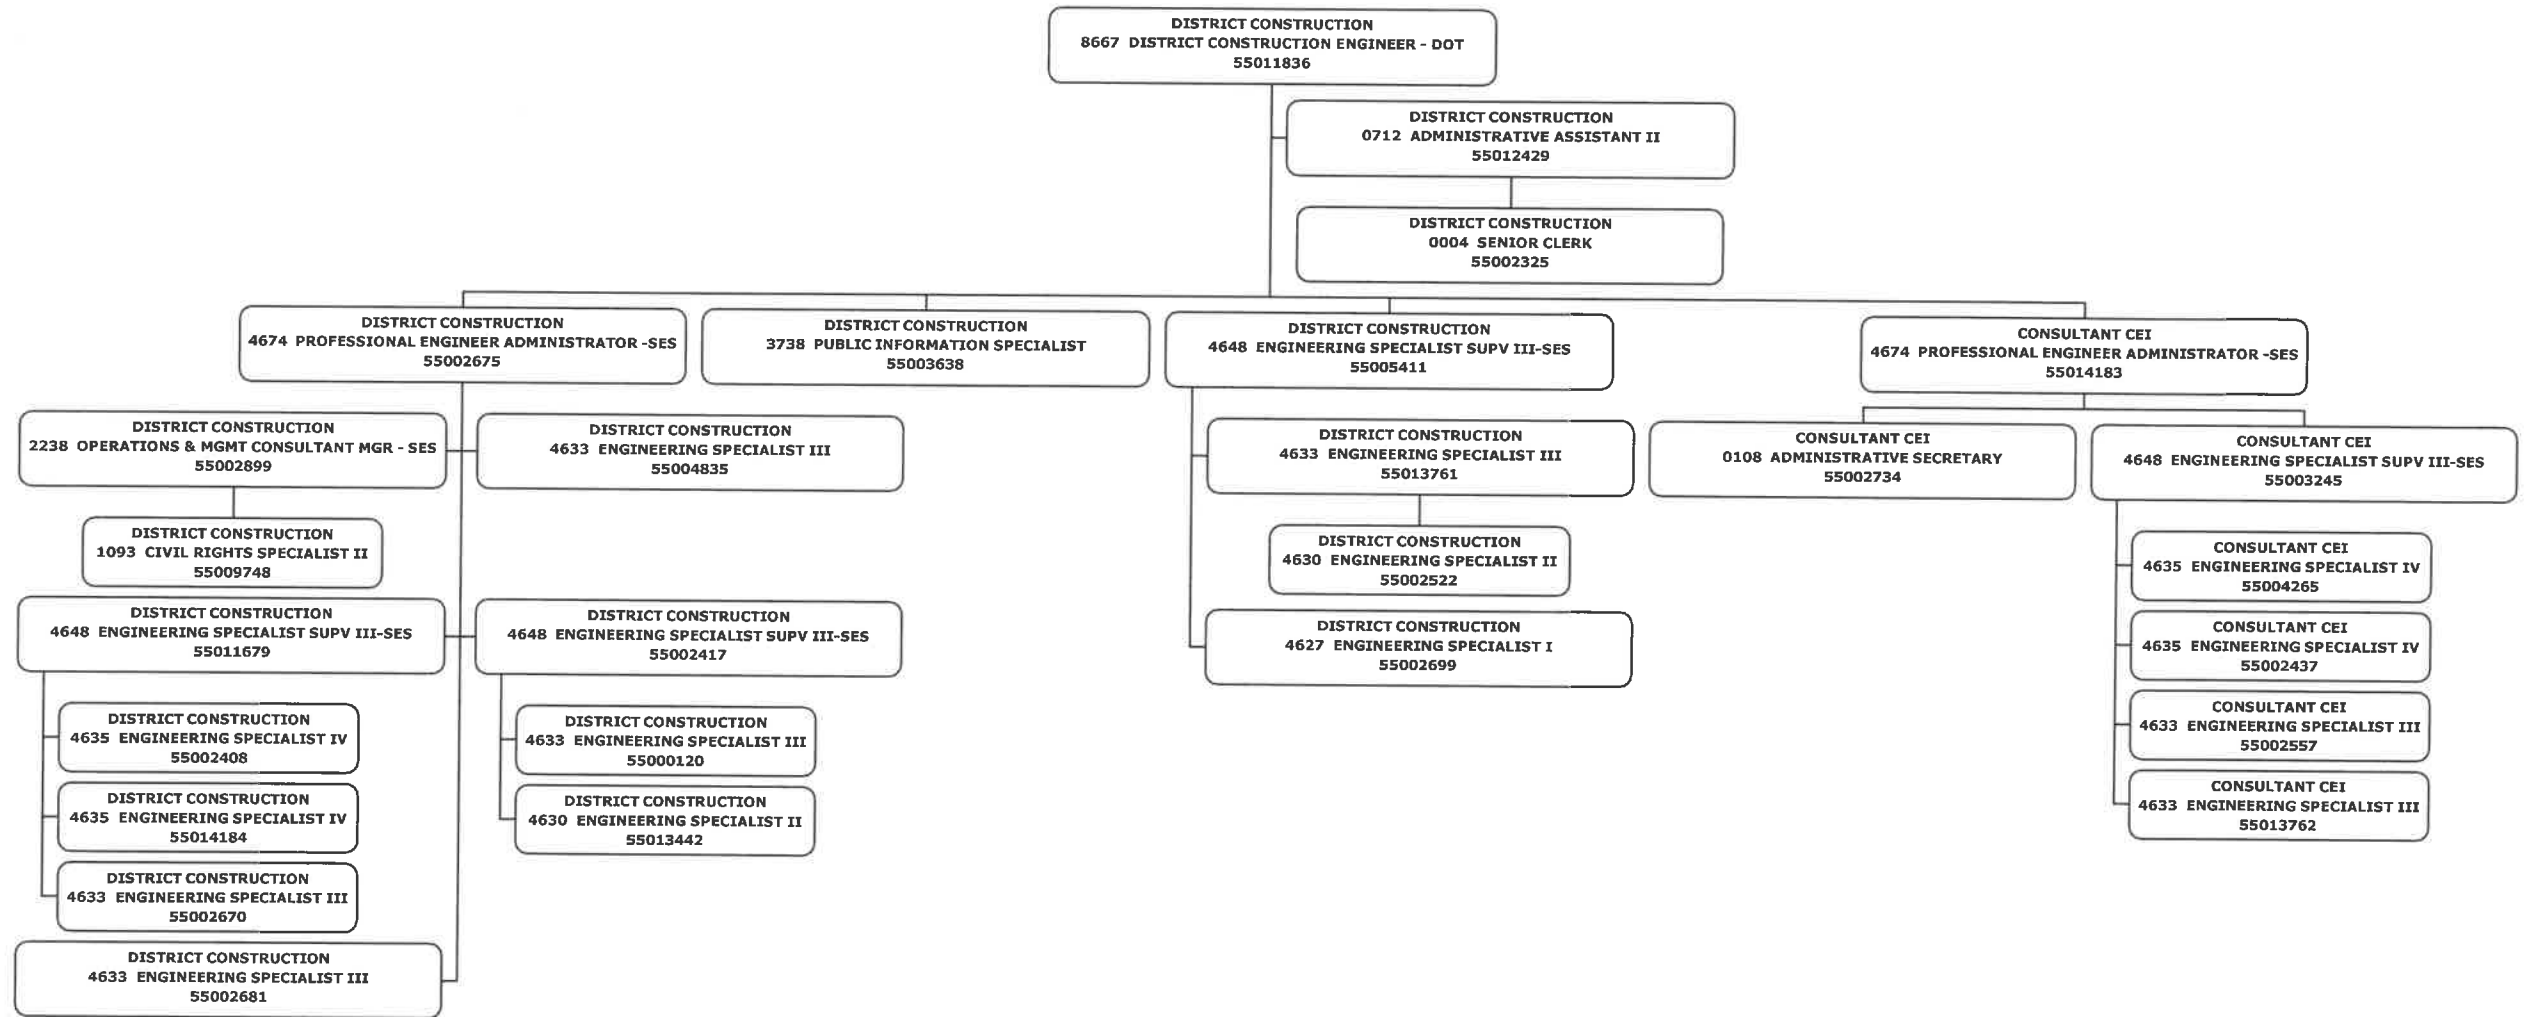 DISTRICT CONSTRUCTION
8667 DISTRICT CONSTRUCTION ENGINEER - DOT
55011836
DISTRICT CONSTRUCTION
0712 ADMINISTRATIVE ASSISTANT II
55012429
DISTRICT CONSTRUCTION
0004 SENIOR CLERK
55002325
DISTRICT CONSTRUCTION
4674 PROFESSIONAL ENGINEER ADMINISTRATOR -SES
55002675
DISTRICT CONSTRUCTION
3738 PUBLIC INFORMATION SPECIALIST
55003638
DISTRICT CONSTRUCTION
4648 ENGINEERING SPECIALIST SUPV III-SES
55005411
CONSULTANT CEI
4674 PROFESSIONAL ENGINEER ADMINISTRATOR -SES
55014183
DISTRICT CONSTRUCTION
2238 OPERATIONS & MGMT CONSULTANT MGR - SES
55002899
DISTRICT CONSTRUCTION
4633 ENGINEERING SPECIALIST III
55004835
DISTRICT CONSTRUCTION
1093 CIVIL RIGHTS SPECIALIST II
55009748
DISTRICT CONSTRUCTION
4648 ENGINEERING SPECIALIST SUPV III-SES
55011679
DISTRICT CONSTRUCTION
4648 ENGINEERING SPECIALIST SUPV III-SES
55002417
DISTRICT CONSTRUCTION
4635 ENGINEERING SPECIALIST IV
55002408
DISTRICT CONSTRUCTION
4635 ENGINEERING SPECIALIST IV
55014184
DISTRICT CONSTRUCTION
4633 ENGINEERING SPECIALIST III
55002670
DISTRICT CONSTRUCTION
4633 ENGINEERING SPECIALIST III
55000120
DISTRICT CONSTRUCTION
4630 ENGINEERING SPECIALIST II
55013442
DISTRICT CONSTRUCTION
4633 ENGINEERING SPECIALIST III
55002681
DISTRICT CONSTRUCTION
4633 ENGINEERING SPECIALIST III
55013761
DISTRICT CONSTRUCTION
4630 ENGINEERING SPECIALIST II
55002522
DISTRICT CONSTRUCTION
4627 ENGINEERING SPECIALIST I
55002699
CONSULTANT CEI
0108 ADMINISTRATIVE SECRETARY
55002734
CONSULTANT CEI
4648 ENGINEERING SPECIALIST SUPV III-SES
55003245
CONSULTANT CEI
4635 ENGINEERING SPECIALIST IV
55004265
CONSULTANT CEI
4635 ENGINEERING SPECIALIST IV
55002437
CONSULTANT CEI
4633 ENGINEERING SPECIALIST III
55002557
CONSULTANT CEI
4633 ENGINEERING SPECIALIST III
55013762